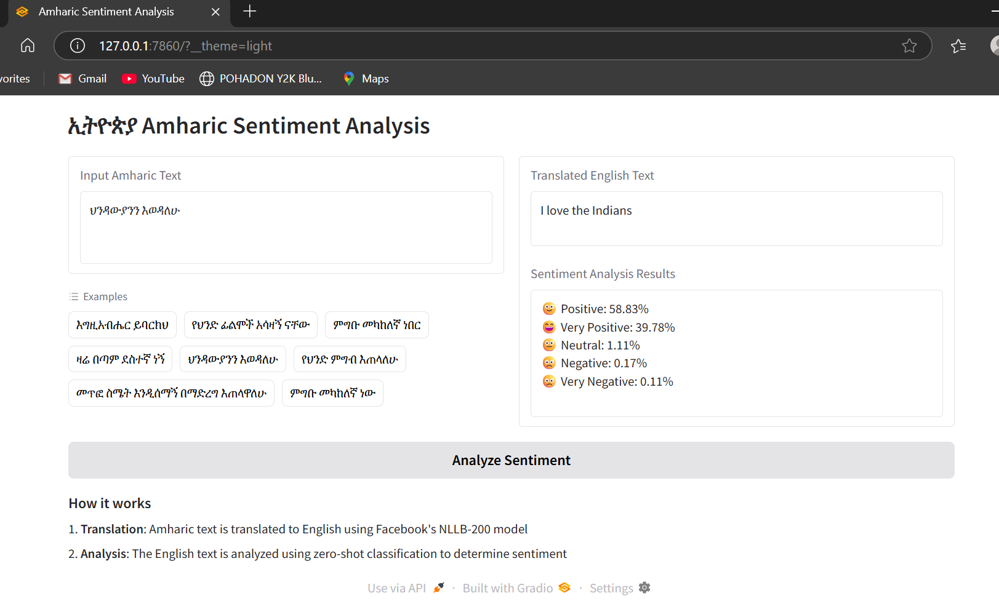 Amharic Sentiment Analysis
127.0.0.1:7860/?__theme=light
vorites
Gmail
YouTube
POHADON Y2K Blu...
Maps
ኢትዮጵያ Amharic Sentiment Analysis
Input Amharic Text
ህንዳውያንን እወዳለሁ
Examples
እግዚአብሔር ይባርክህ
የህንድ ፊልሞች አሳዛኝ ናቸው
ምግቡ መካከለኛ ነበር
ዛሬ በጣም ደስተኛ ነኝ
ህንዳውያንን እወዳለሁ
የህንድ ምግብ እጠላለሁ
መጥፎ ስሜት እንዲሰማኝ በማድረግ እጠላዋለሁ
ምግቡ መካከለኛ ነው
Translated English Text
I love the Indians
Sentiment Analysis Results
Positive: 58.83%
Very Positive: 39.78%
Neutral: 1.11%
Negative: 0.17%
Very Negative: 0.11%
Analyze Sentiment
How it works
1. Translation: Amharic text is translated to English using Facebook's NLLB-200 model
2. Analysis: The English text is analyzed using zero-shot classification to determine sentiment
Use via API · Built with Gradio · Settings